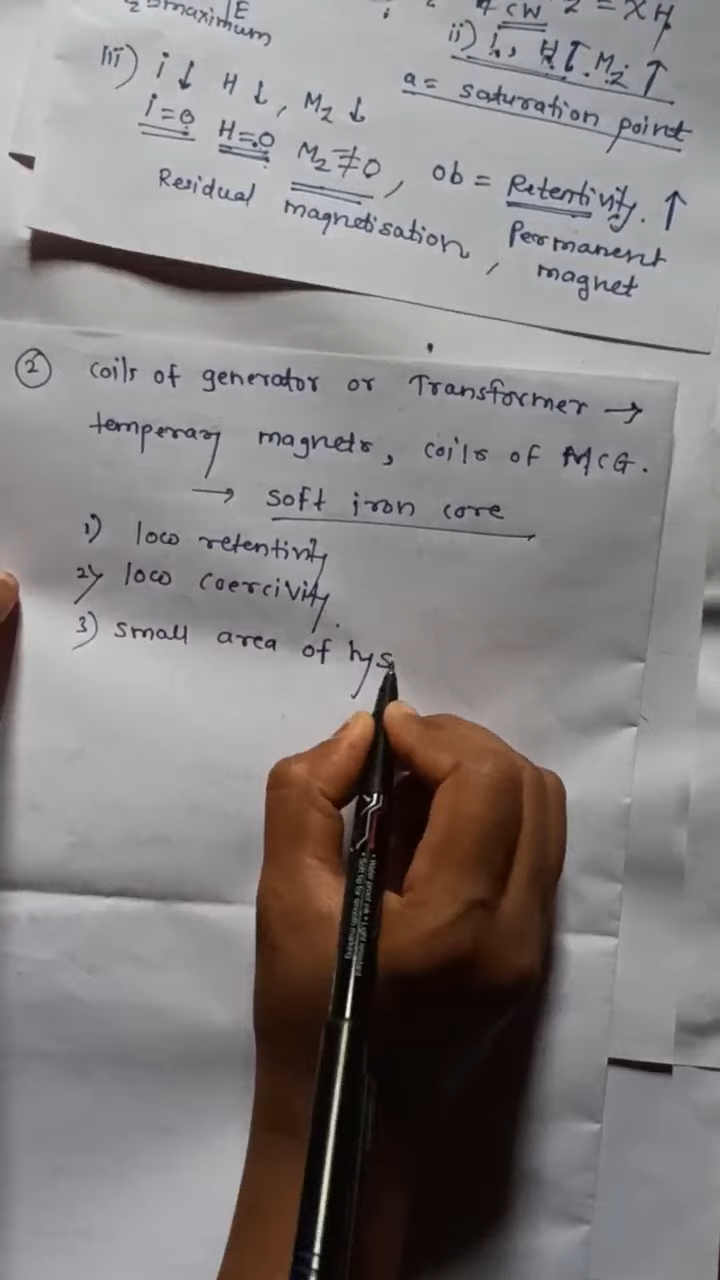 = maximum
= XH
ii) i, H↑ Mz ↑
a = saturation point
iii) i ↓ H ↓, Mz ↓
i=0 H=0 Mz≠0, ob = Retentivity. ↑
Residual magnetisation, Permanent
magnet
② coils of generator or Transformer →
temperary magnets, coils of MCG.
→ soft iron core
1) low retentivity
2) low coercivity.
3) small area of hys